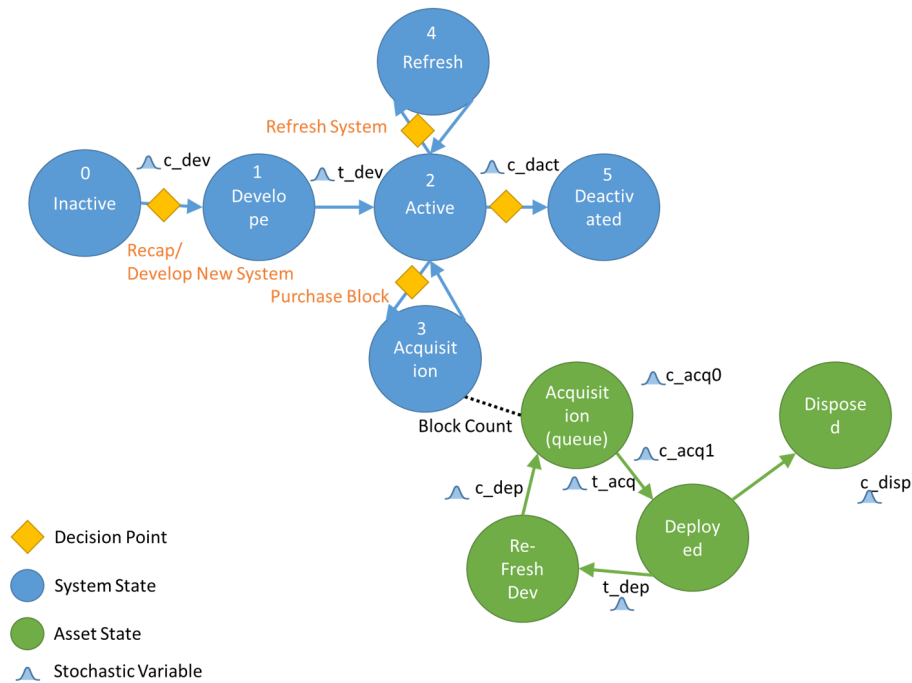 4
Refresh
Refresh System
c_dev
t_dev
c_dact
0
Inactive
1
Develo
pe
2
Active
5
Deactiv
ated
Recap/
Develop New System
Purchase Block
3
Acquisit
ion
Block Count
Acquisit
ion
(queue)
c_acq0
Dispose
d
c_acq1
c_dep
t_acq
c_disp
Deploy
ed
Re-
Fresh
Dev
t_dep
Decision Point
System State
Asset State
Stochastic Variable